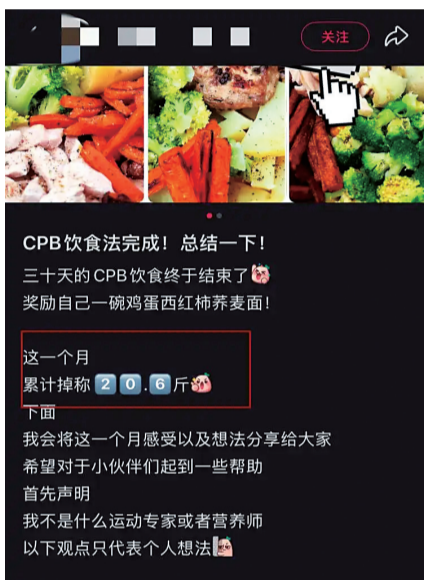 关注
CPB饮食法完成！总结一下！
三十天的CPB饮食终于结束了
奖励自己一碗鸡蛋西红柿荞麦面！
这一个月
累计掉称20.6斤
下面
我会将这一个月感受以及想法分享给大家
希望对于小伙伴们起到一些帮助
首先声明
我不是什么运动专家或者营养师
以下观点只代表个人想法